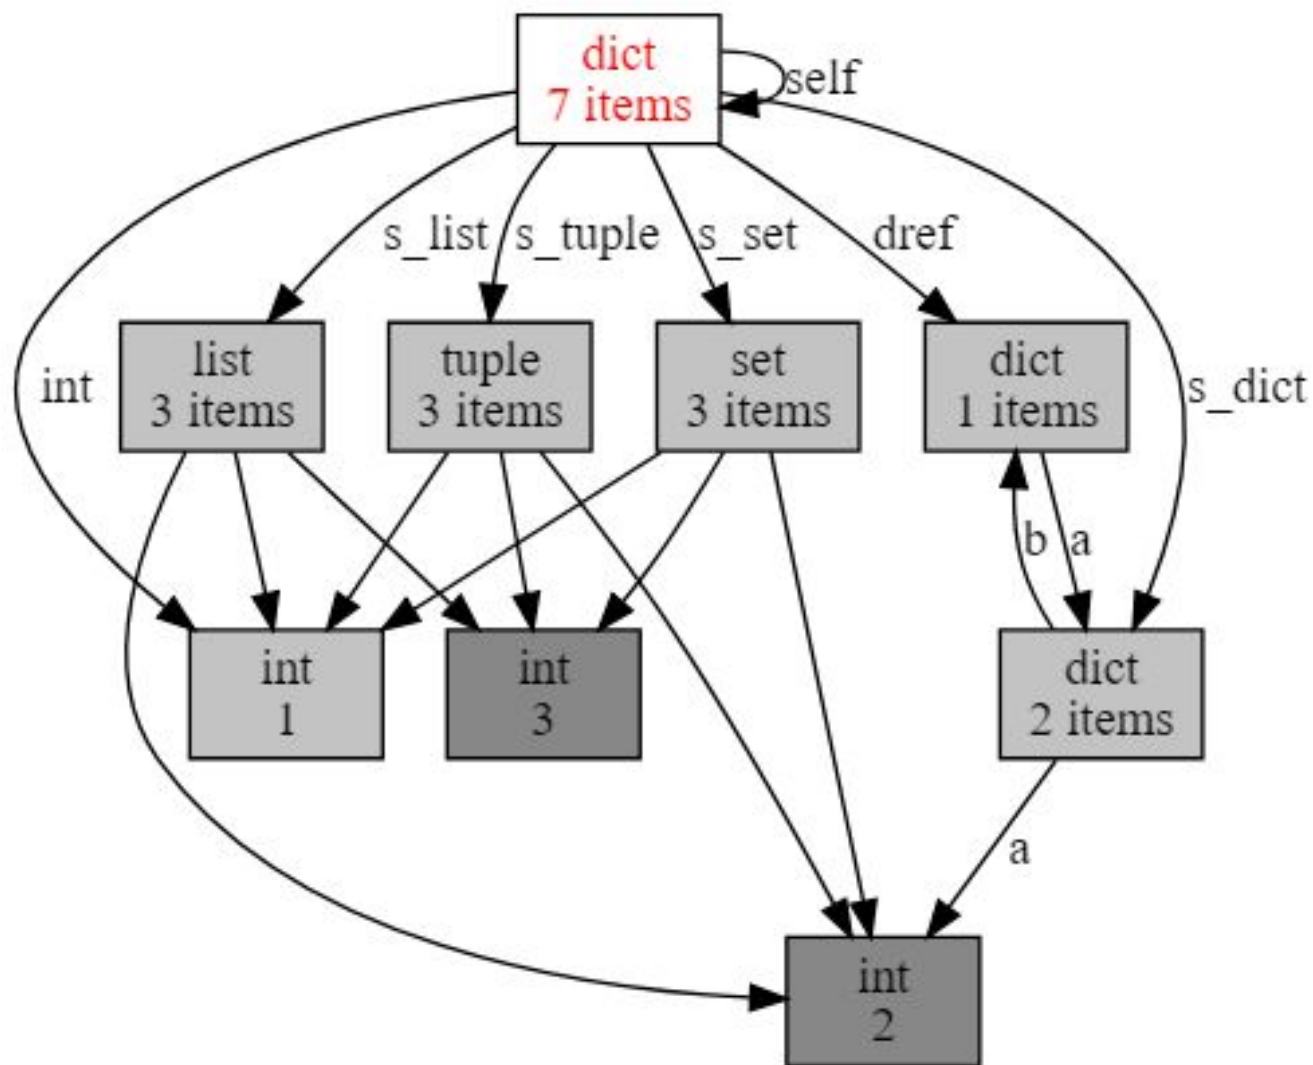 dict
7 items
self
s_list
s_tuple
s_set
dref
int
list
3 items
tuple
3 items
set
3 items
dict
1 items
s_dict
b
a
int
1
int
3
dict
2 items
a
int
2